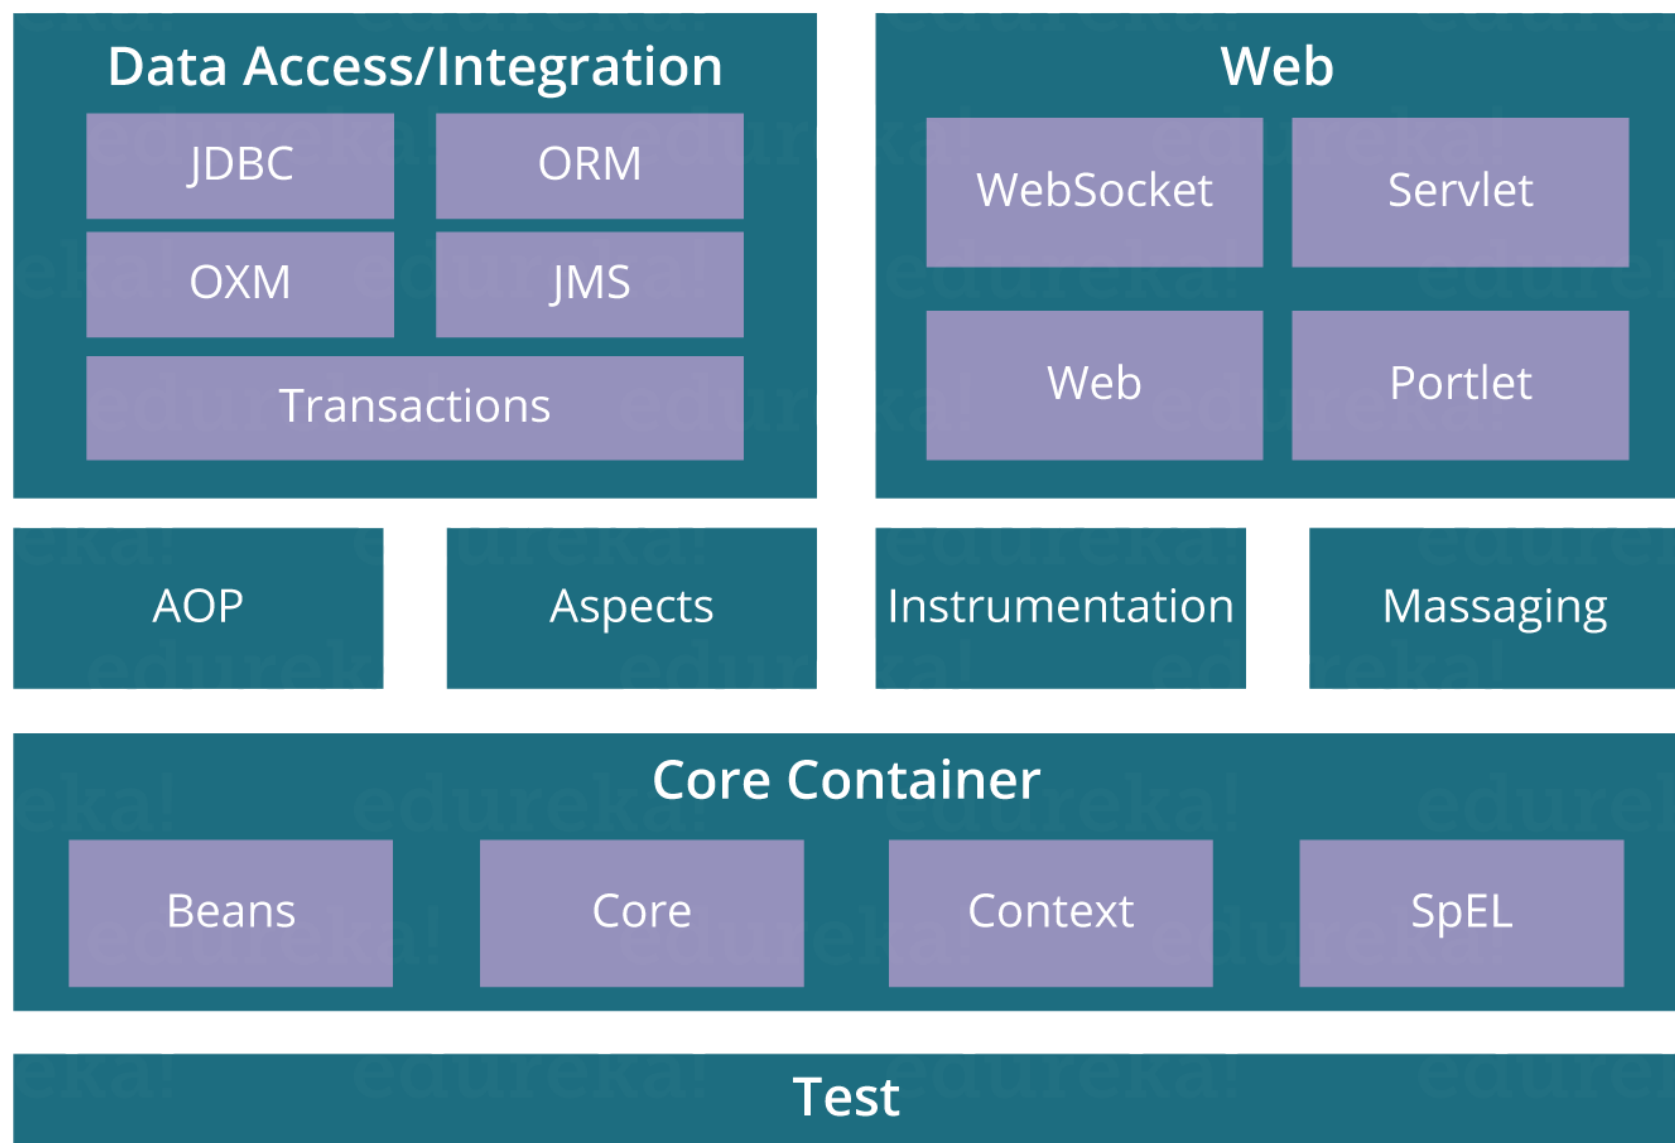 Data Access/Integration
JDBC
ORM
OXM
JMS
Transactions
Web
WebSocket
Servlet
Web
Portlet
AOP
Aspects
Instrumentation
Massaging
Core Container
Beans
Core
Context
SpEL
Test
edureka!